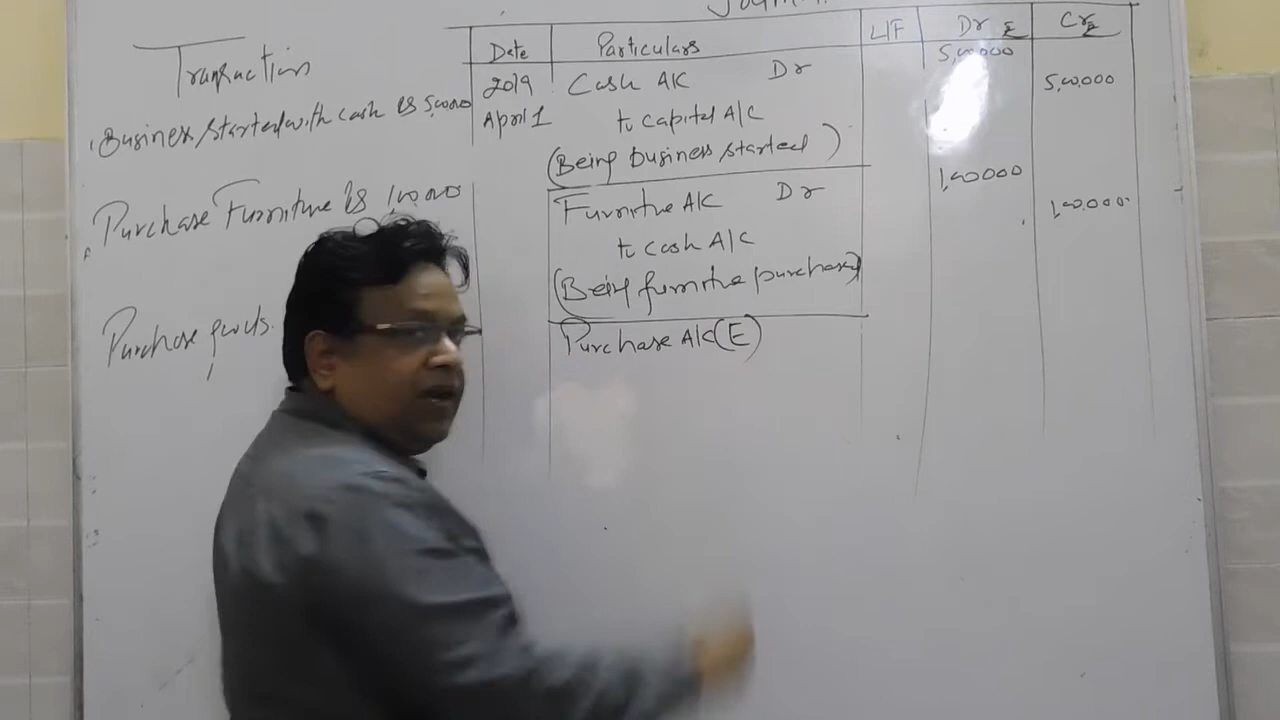 Journal
Date Particulars L/F Dr ₹ Cr ₹
Transaction
Business started with cash Rs 5,00,000
2019 Cash A/C Dr 5,00,000
April 1 to Capital A/C 5,00,000
(Being business started)
Purchase Furniture Rs 1,00,000
Furniture A/C Dr 1,00,000
to Cash A/C 1,00,000
(Being furnitre purchase)
Purchase goods.
Purchase A/C (E)